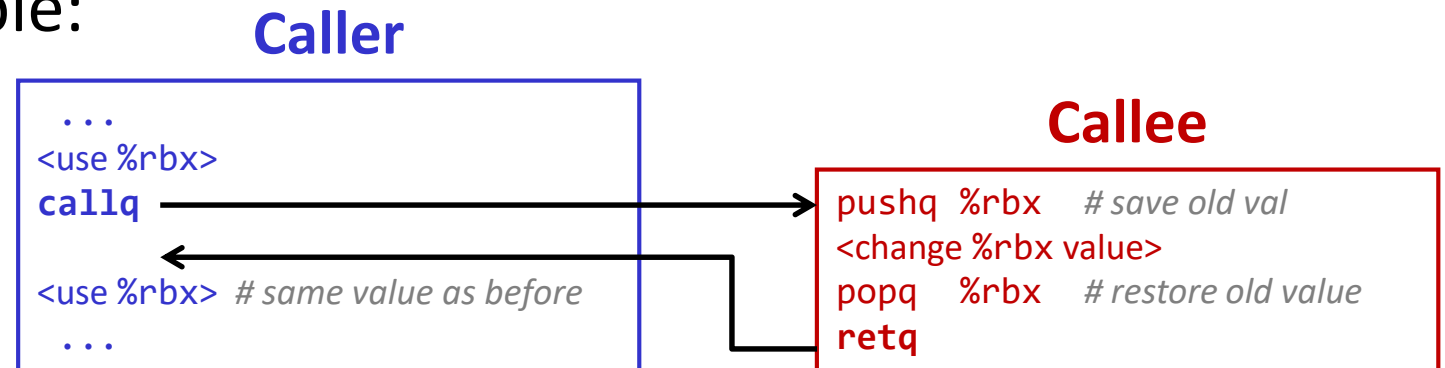 ple:
Caller
...
<use %rbx>
callq
<use %rbx> # same value as before
...
Callee
pushq %rbx # save old val
<change %rbx value>
popq %rbx # restore old value
retq